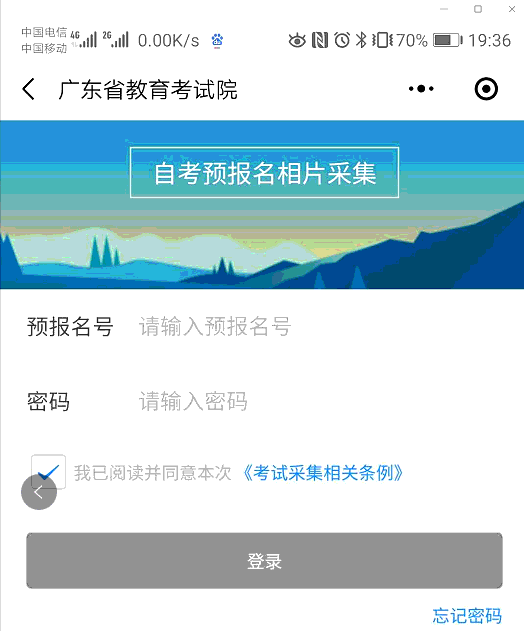 中国电信 4G 2G 0.00K/s 70% 19:36
中国移动
广东省教育考试院
自考预报名相片采集
预报名号 请输入预报名号
密码 请输入密码
我已阅读并同意本次 《考试采集相关条例》
登录
忘记密码